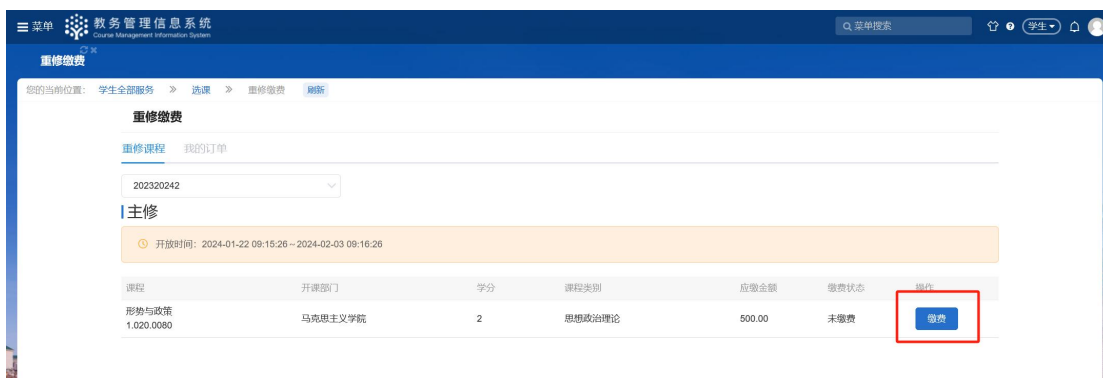 菜单 教务管理信息系统 菜单搜索 学生
Course Management Information System
重修缴费
您的当前位置: 学生全部服务 » 选课 » 重修缴费 刷新
重修缴费
重修课程 我的订单
202320242
主修
开放时间: 2024-01-22 09:15:26 ~ 2024-02-03 09:16:26
课程 开课部门 学分 课程类别 应缴金额 缴费状态 操作
形势与政策 马克思主义学院 2 思想政治理论 500.00 未缴费 缴费
1.020.0080